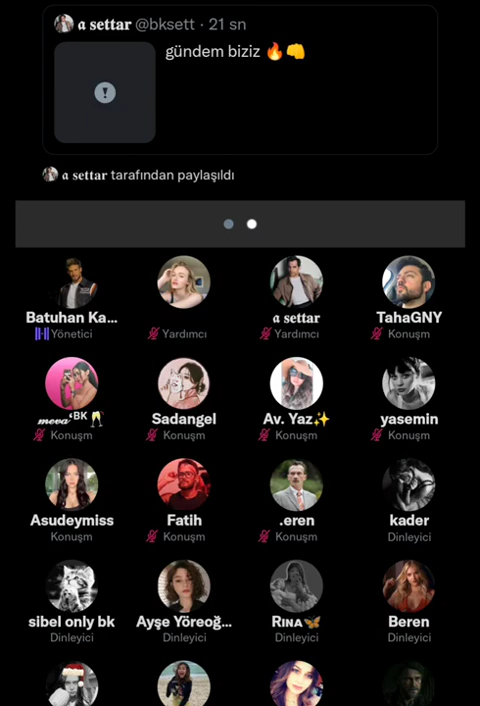 a settar @bksett · 21 sn
gündem biziz 🔥👊
a settar tarafından paylaşıldı
Batuhan Ka... a settar TahaGNY
Yönetici Yardımcı Yardımcı Konuşm
meva‘ᴮᴷ 🥂 Sadangel Av. Yaz✨ yasemin
Konuşm Konuşm Konuşm Konuşm
Asudeymiss Fatih .eren kader
Konuşm Konuşm Konuşm Dinleyici
sibel only bk Ayşe Yöreoğ... Rɪɴᴀ🦋 Beren
Dinleyici Dinleyici Dinleyici Dinleyici